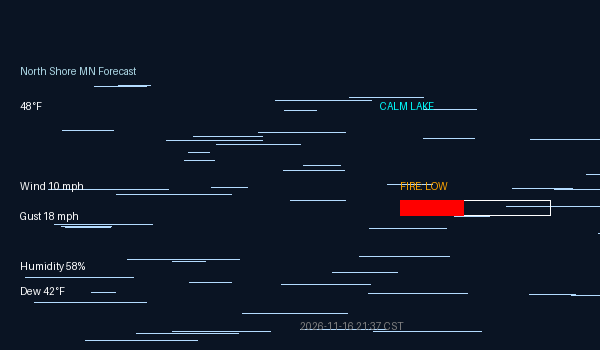 North Shore MN Forecast
48°F
CALM LAKE
Wind 10 mph
FIRE: LOW
Gust 18 mph
Humidity 58%
Dew 42°F
2026-11-16 21:37 CST